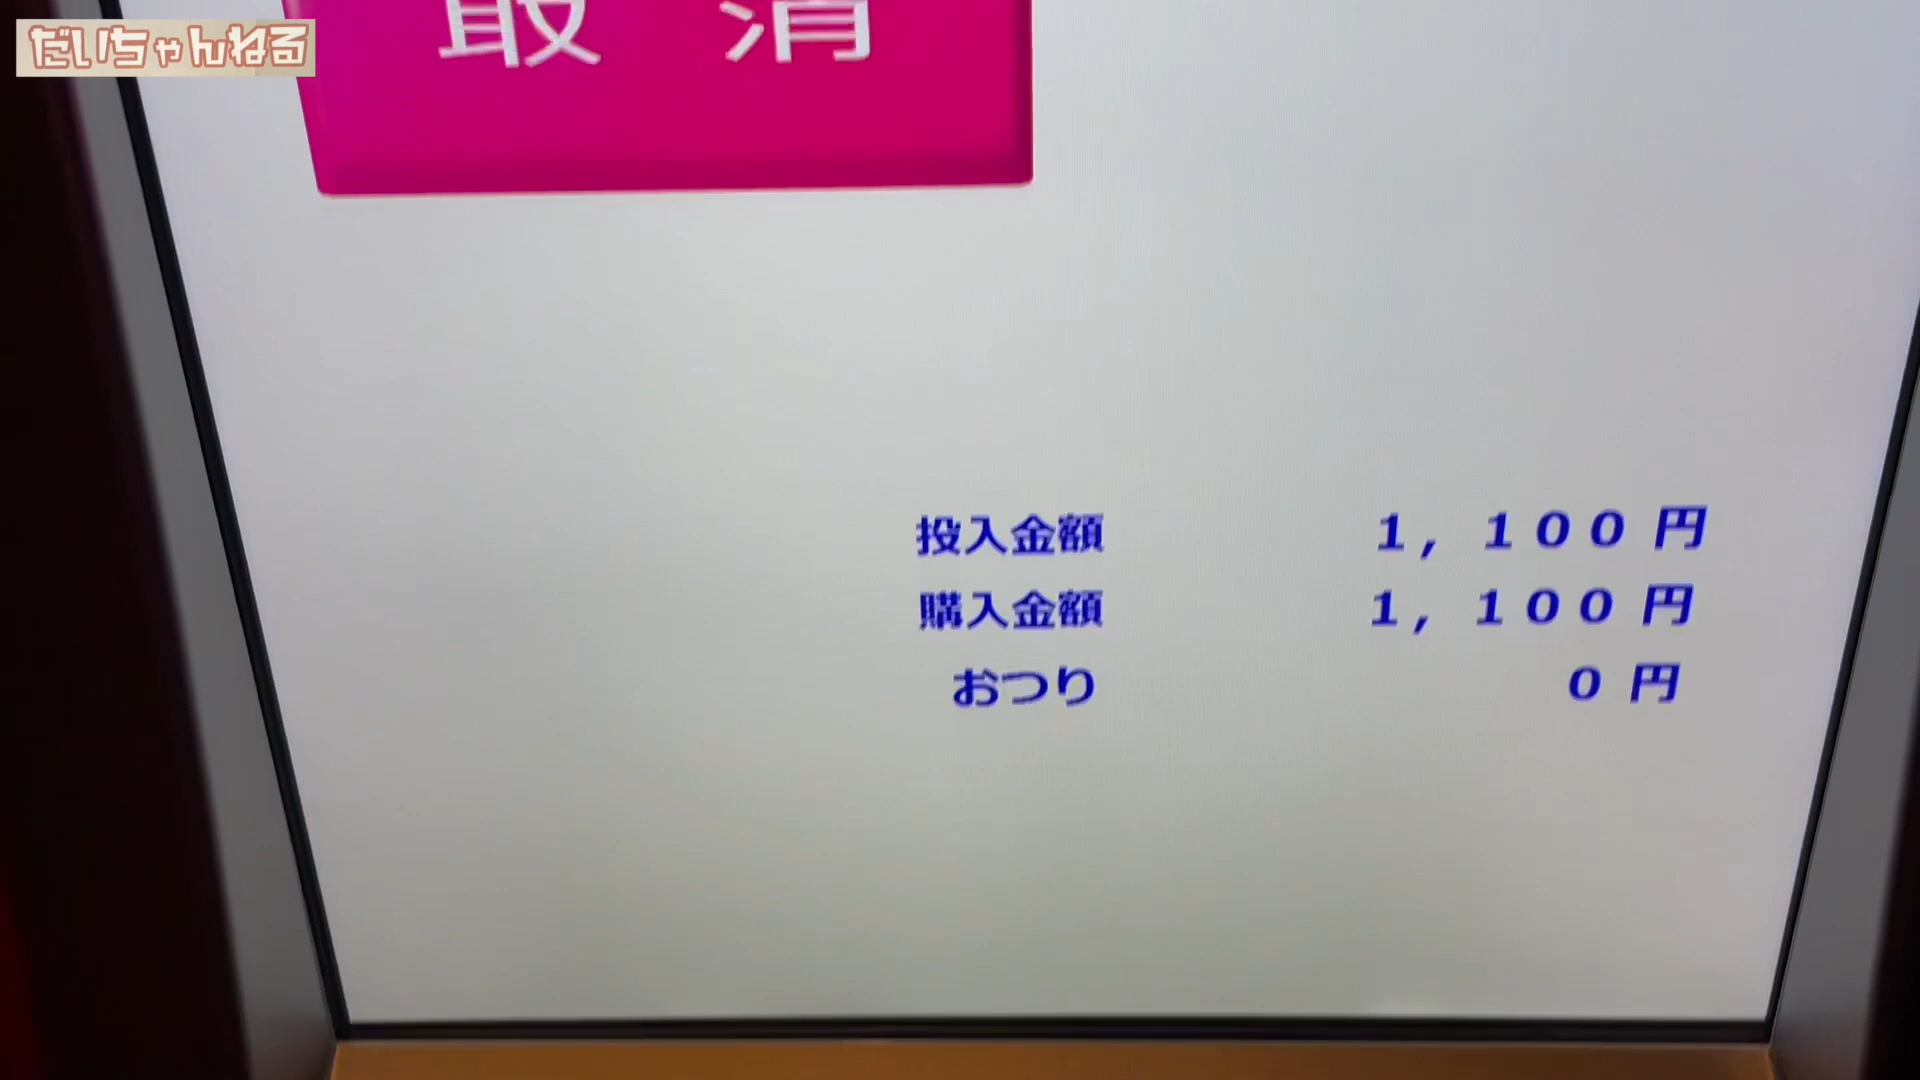 だいちゃんねる
取 消
投入金額 1,100円
購入金額 1,100円
おつり 0円